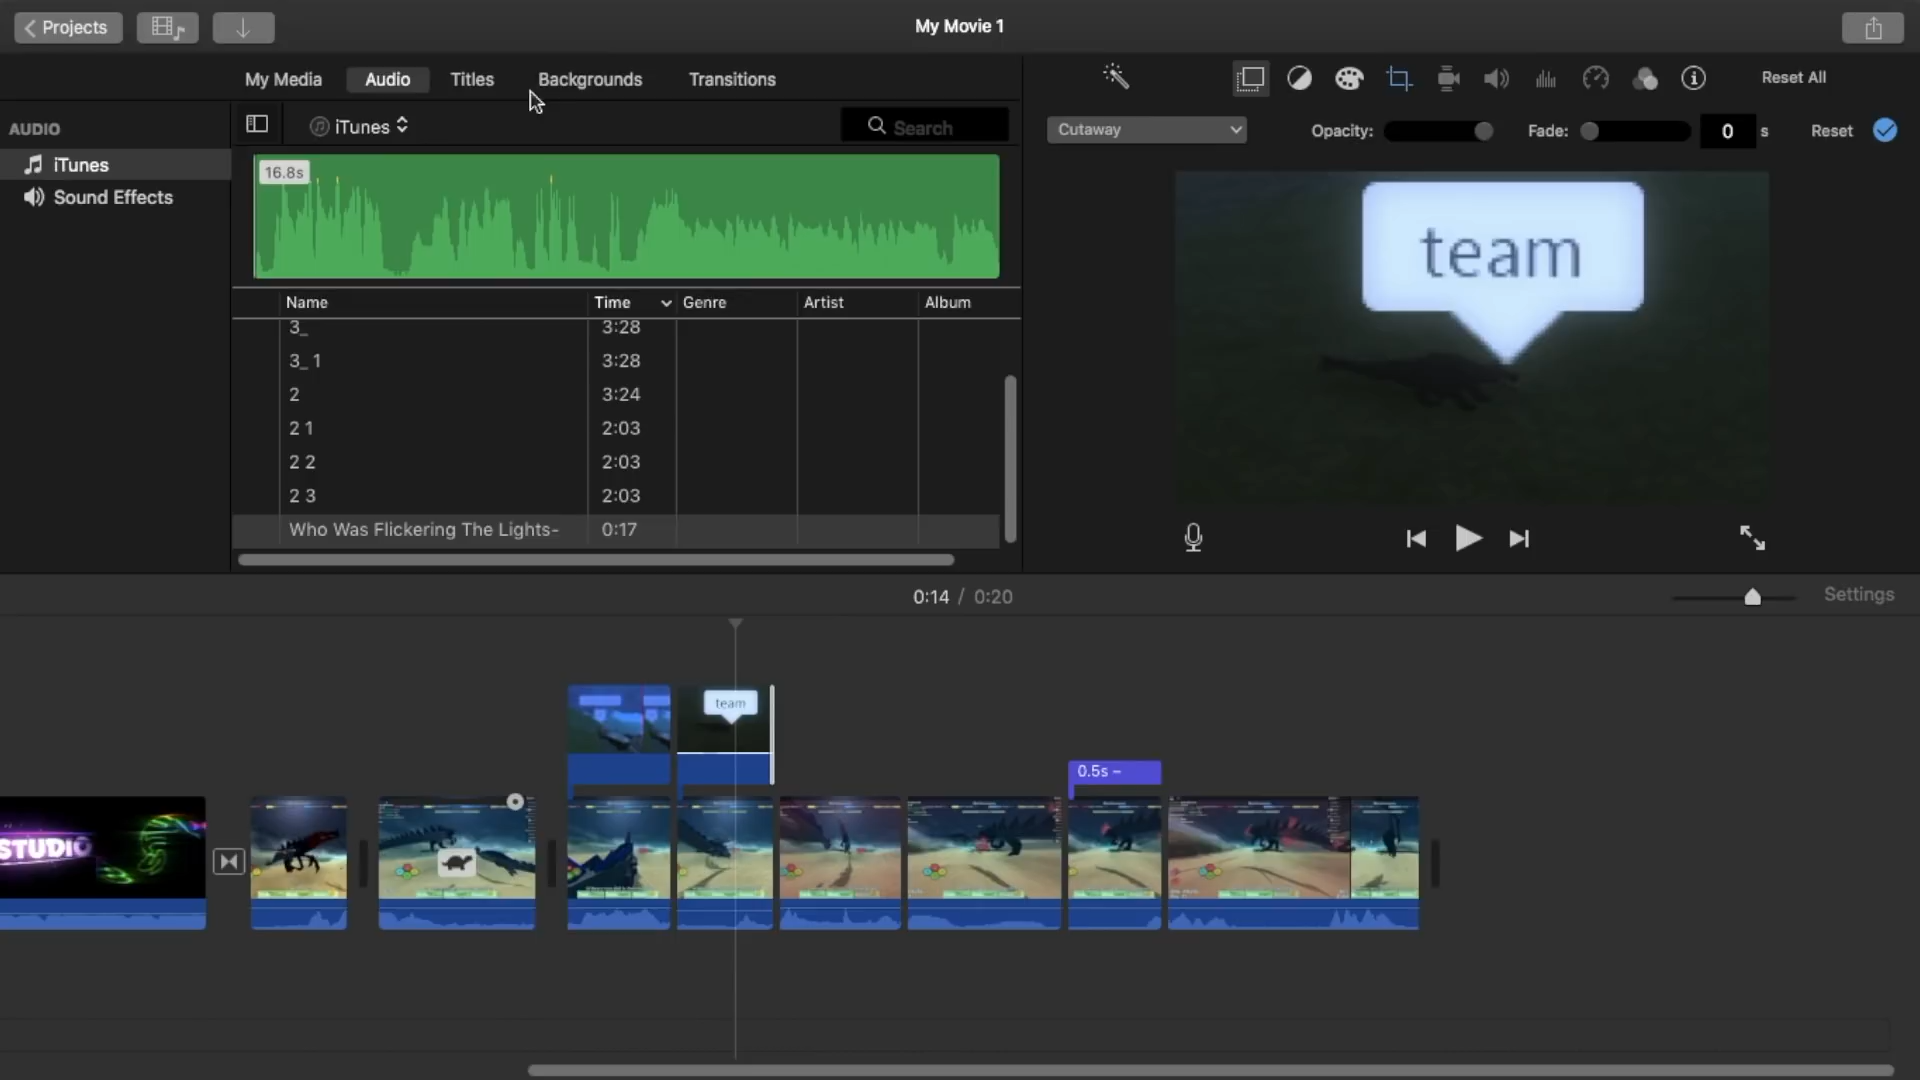 Projects
My Movie 1
My Media
Audio
Titles
Backgrounds
Transitions
Reset All
AUDIO
iTunes
Sound Effects
iTunes
Search
Cutaway
Opacity:
Fade:
0 s
Reset
16.8s
team
Name Time Genre Artist Album
3_ 3:28
3_ 1 3:28
2 3:24
2 1 2:03
2 2 2:03
2 3 2:03
Who Was Flickering The Lights- 0:17
0:14 / 0:20
Settings
team
0.5s –
STUDIO